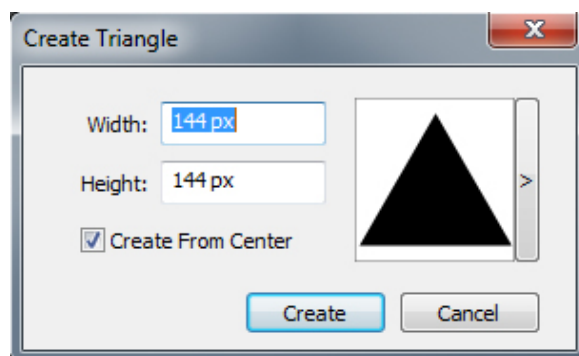 Create Triangle
Width: 144 px
Height: 144 px
>
Create From Center
Create Cancel